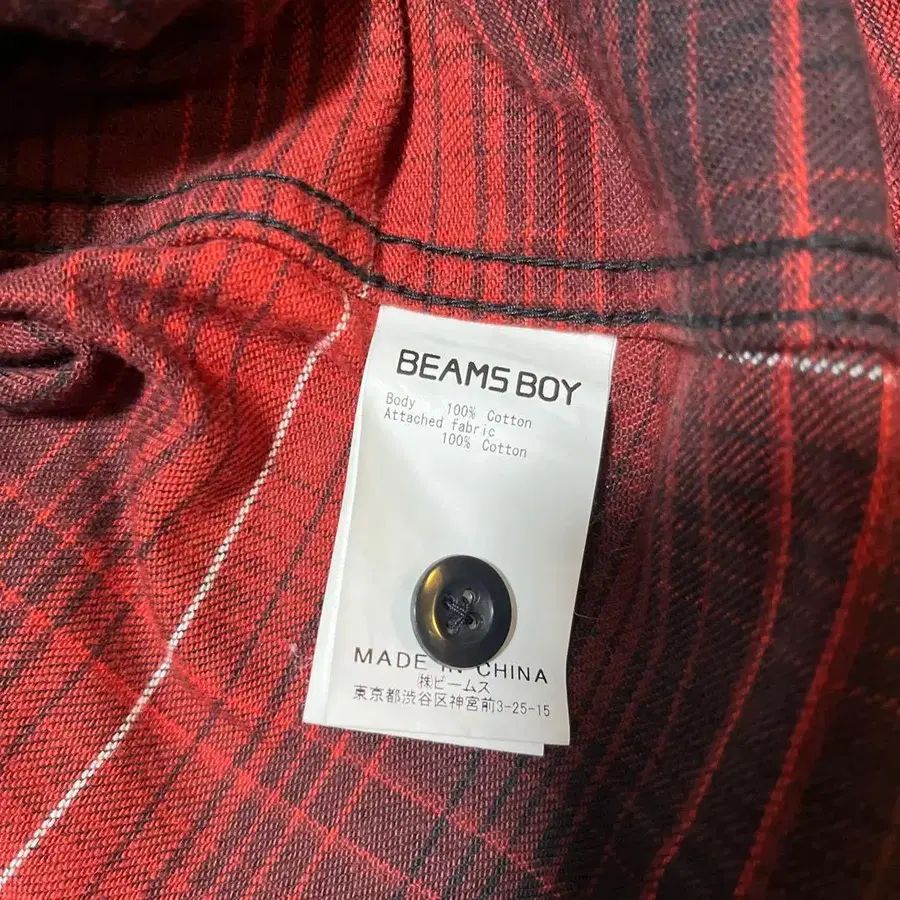 BEAMS BOY
Body 100% Cotton
Attached fabric
100% Cotton
MADE IN CHINA
㈱ビームス
東京都渋谷区神宮前3-25-15